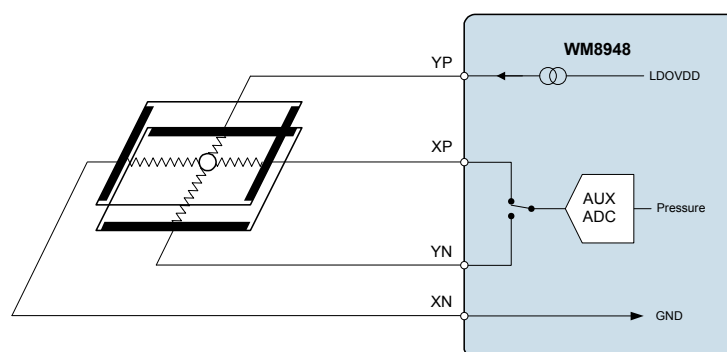 WM8948
YP
LDOVDD
XP
AUX
ADC
Pressure
YN
XN
GND